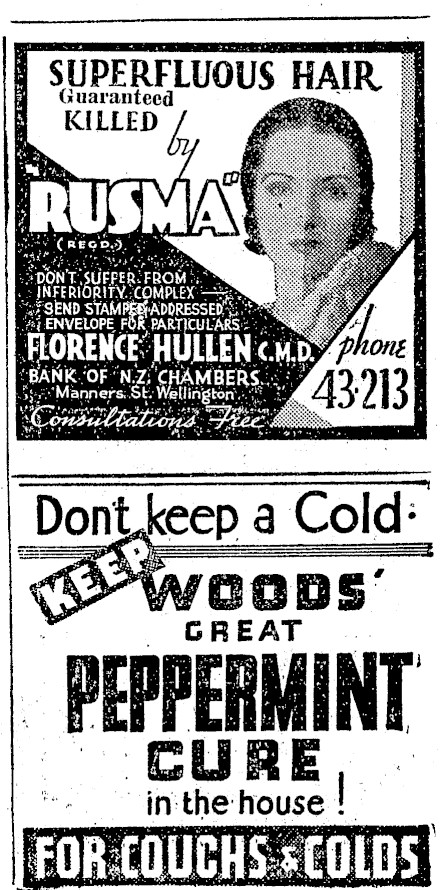 SUPERFLUOUS HAIR
Guaranteed
KILLED
by
"RUSMA"
(REGD.)
DON'T SUFFER FROM
INFERIORITY COMPLEX —
SEND STAMPED ADDRESSED
ENVELOPE FOR PARTICULARS
FLORENCE HULLEN C.M.D.
BANK OF N.Z. CHAMBERS
Manners St. Wellington
Consultations Free
'phone
43·213
Don't keep a Cold·
KEEP
WOODS'
GREAT
PEPPERMINT
CURE
in the house!
FOR COUGHS & COLDS